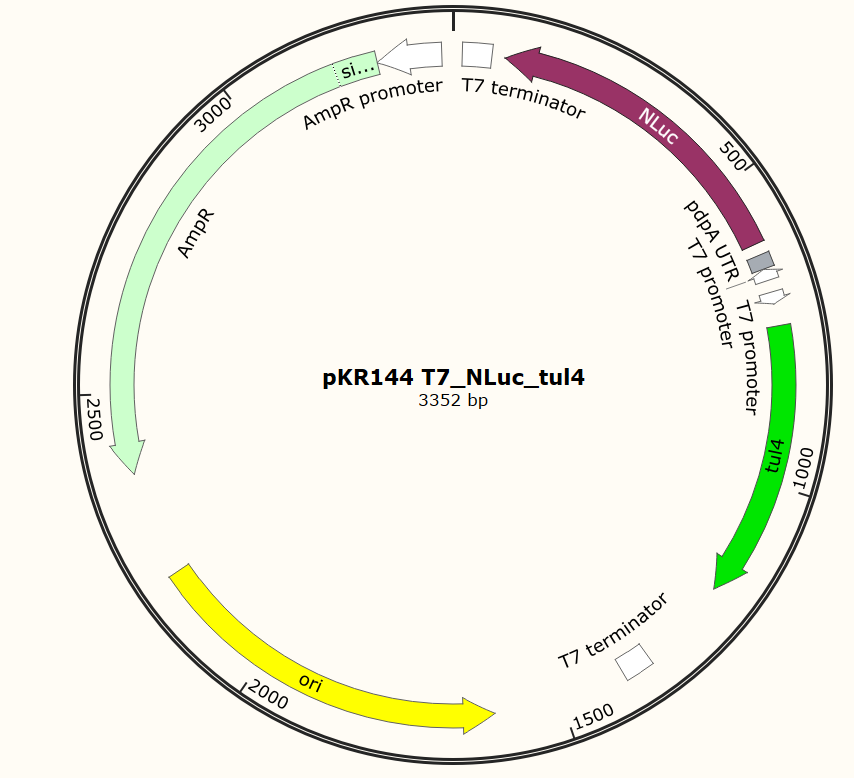 si...
AmpR promoter
T7 terminator
NLuc
3000
500
AmpR
pdpA UTR
T7 promoter
T7 promoter
pKR144 T7_NLuc_tul4
3352 bp
2500
tul4
1000
T7 terminator
ori
2000
1500